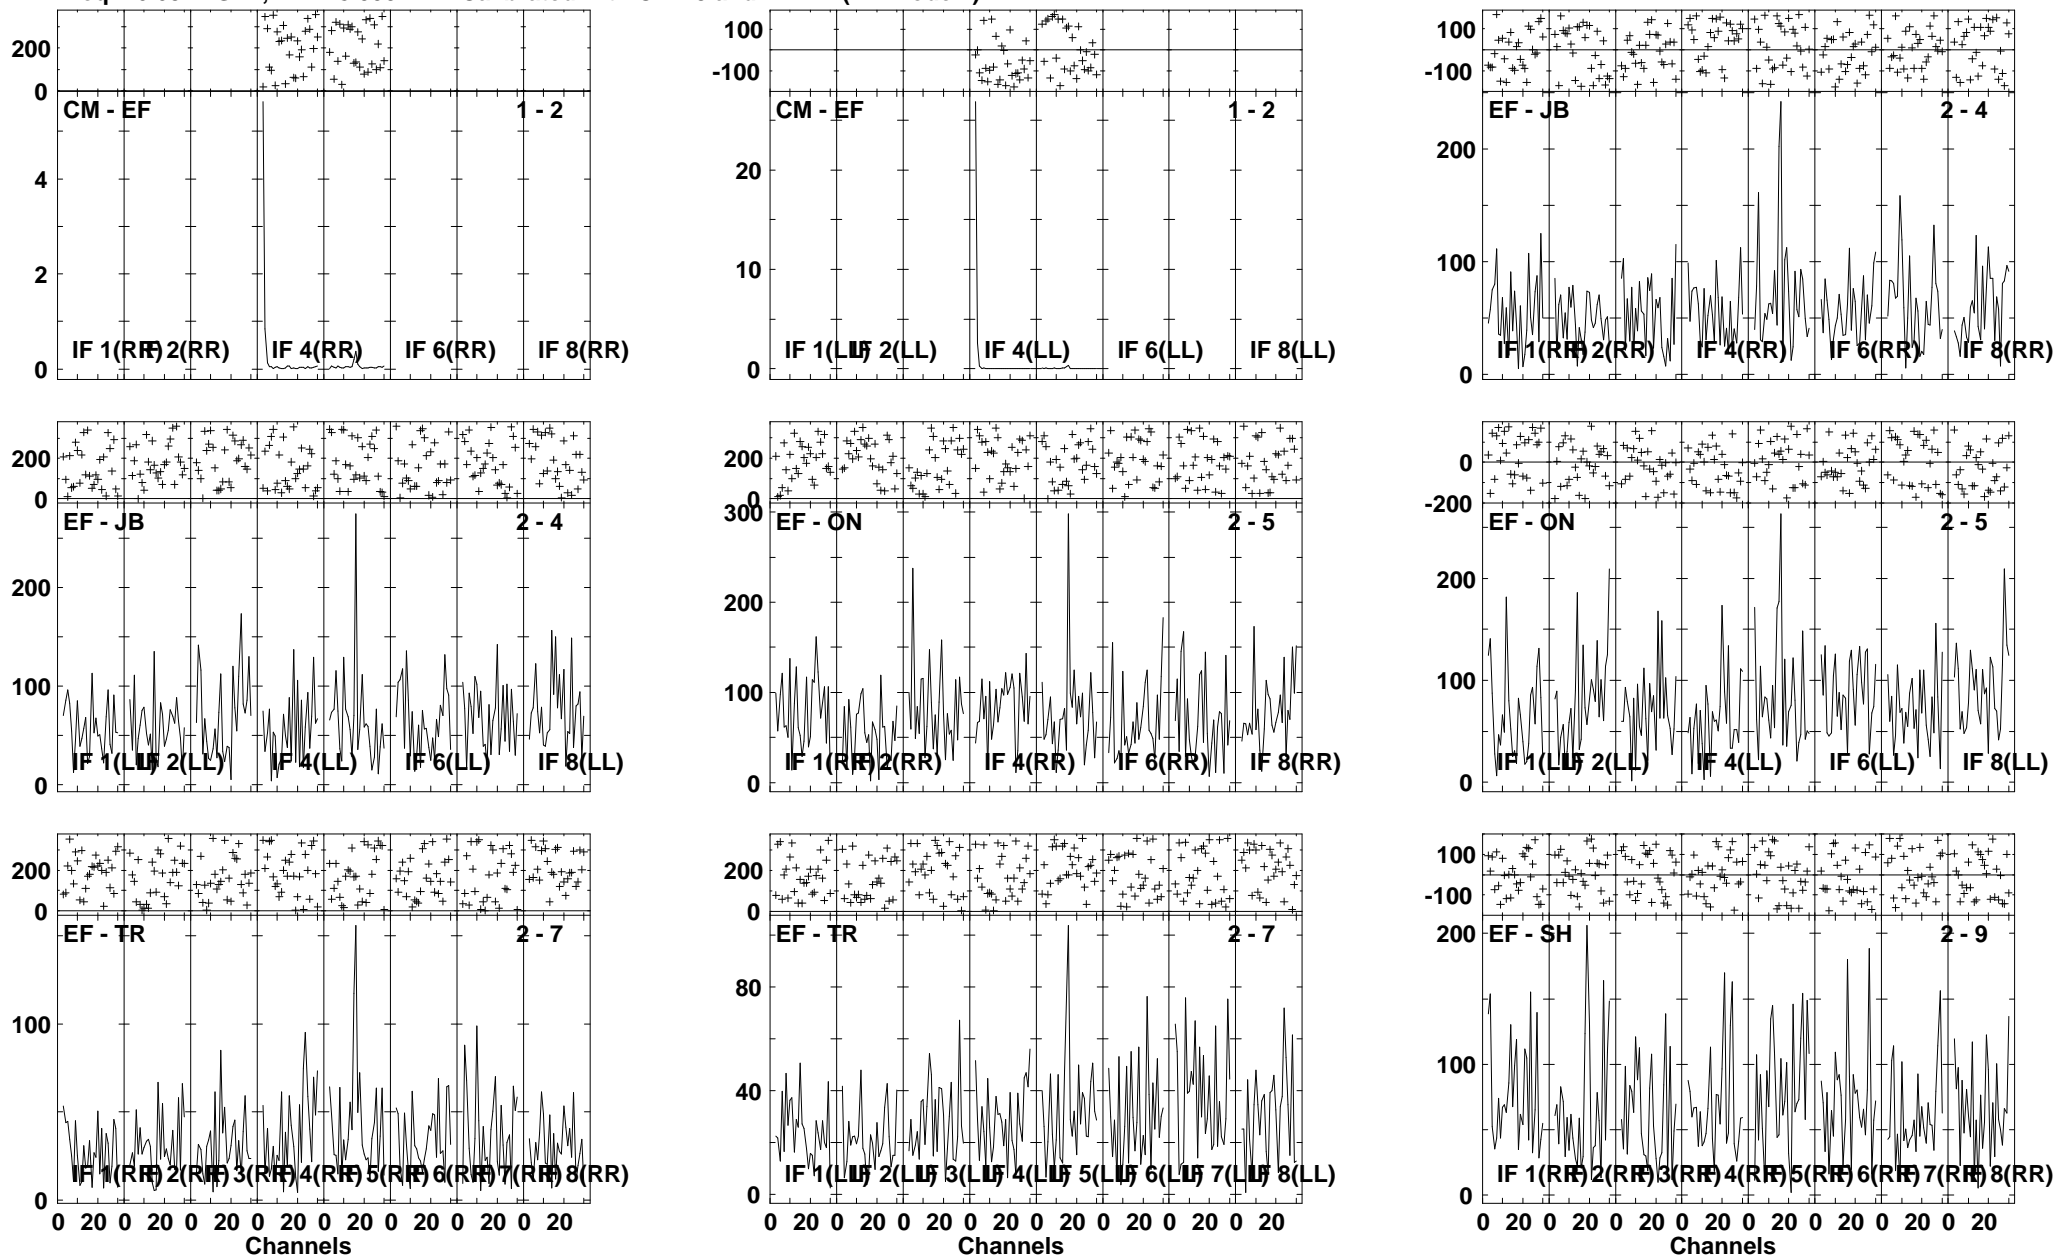 200
0
CM - EF 1 - 2
4
2
0
IF 1(RR) IF 2(RR) IF 4(RR) IF 6(RR) IF 8(RR)
100
-100
CM - EF 1 - 2
20
10
0
IF 1(LL) IF 2(LL) IF 4(LL) IF 6(LL) IF 8(LL)
100
-100
EF - JB 2 - 4
200
100
0
IF 1(RR) IF 2(RR) IF 4(RR) IF 6(RR) IF 8(RR)
200
0
EF - JB 2 - 4
200
100
0
IF 1(LL) IF 2(LL) IF 4(LL) IF 6(LL) IF 8(LL)
200
0
EF - ON 2 - 5
300
200
100
0
IF 1(RR) IF 2(RR) IF 4(RR) IF 6(RR) IF 8(RR)
200
0
-200
EF - ON 2 - 5
200
100
0
IF 1(LL) IF 2(LL) IF 4(LL) IF 6(LL) IF 8(LL)
200
0
EF - TR 2 - 7
100
0
IF 1(RR) IF 2(RR) IF 3(RR) IF 4(RR) IF 5(RR) IF 6(RR) IF 7(RR) IF 8(RR)
0 20 0 20 0 20 0 20 0 20 0 20 0 20 0 20
Channels
200
0
EF - TR 2 - 7
80
40
0
IF 1(LL) IF 2(LL) IF 3(LL) IF 4(LL) IF 5(LL) IF 6(LL) IF 7(LL) IF 8(LL)
0 20 0 20 0 20 0 20 0 20 0 20 0 20 0 20
Channels
100
-100
EF - SH 2 - 9
200
100
0
IF 1(RR) IF 2(RR) IF 3(RR) IF 4(RR) IF 5(RR) IF 6(RR) IF 7(RR) IF 8(RR)
0 20 0 20 0 20 0 20 0 20 0 20 0 20 0 20
Channels